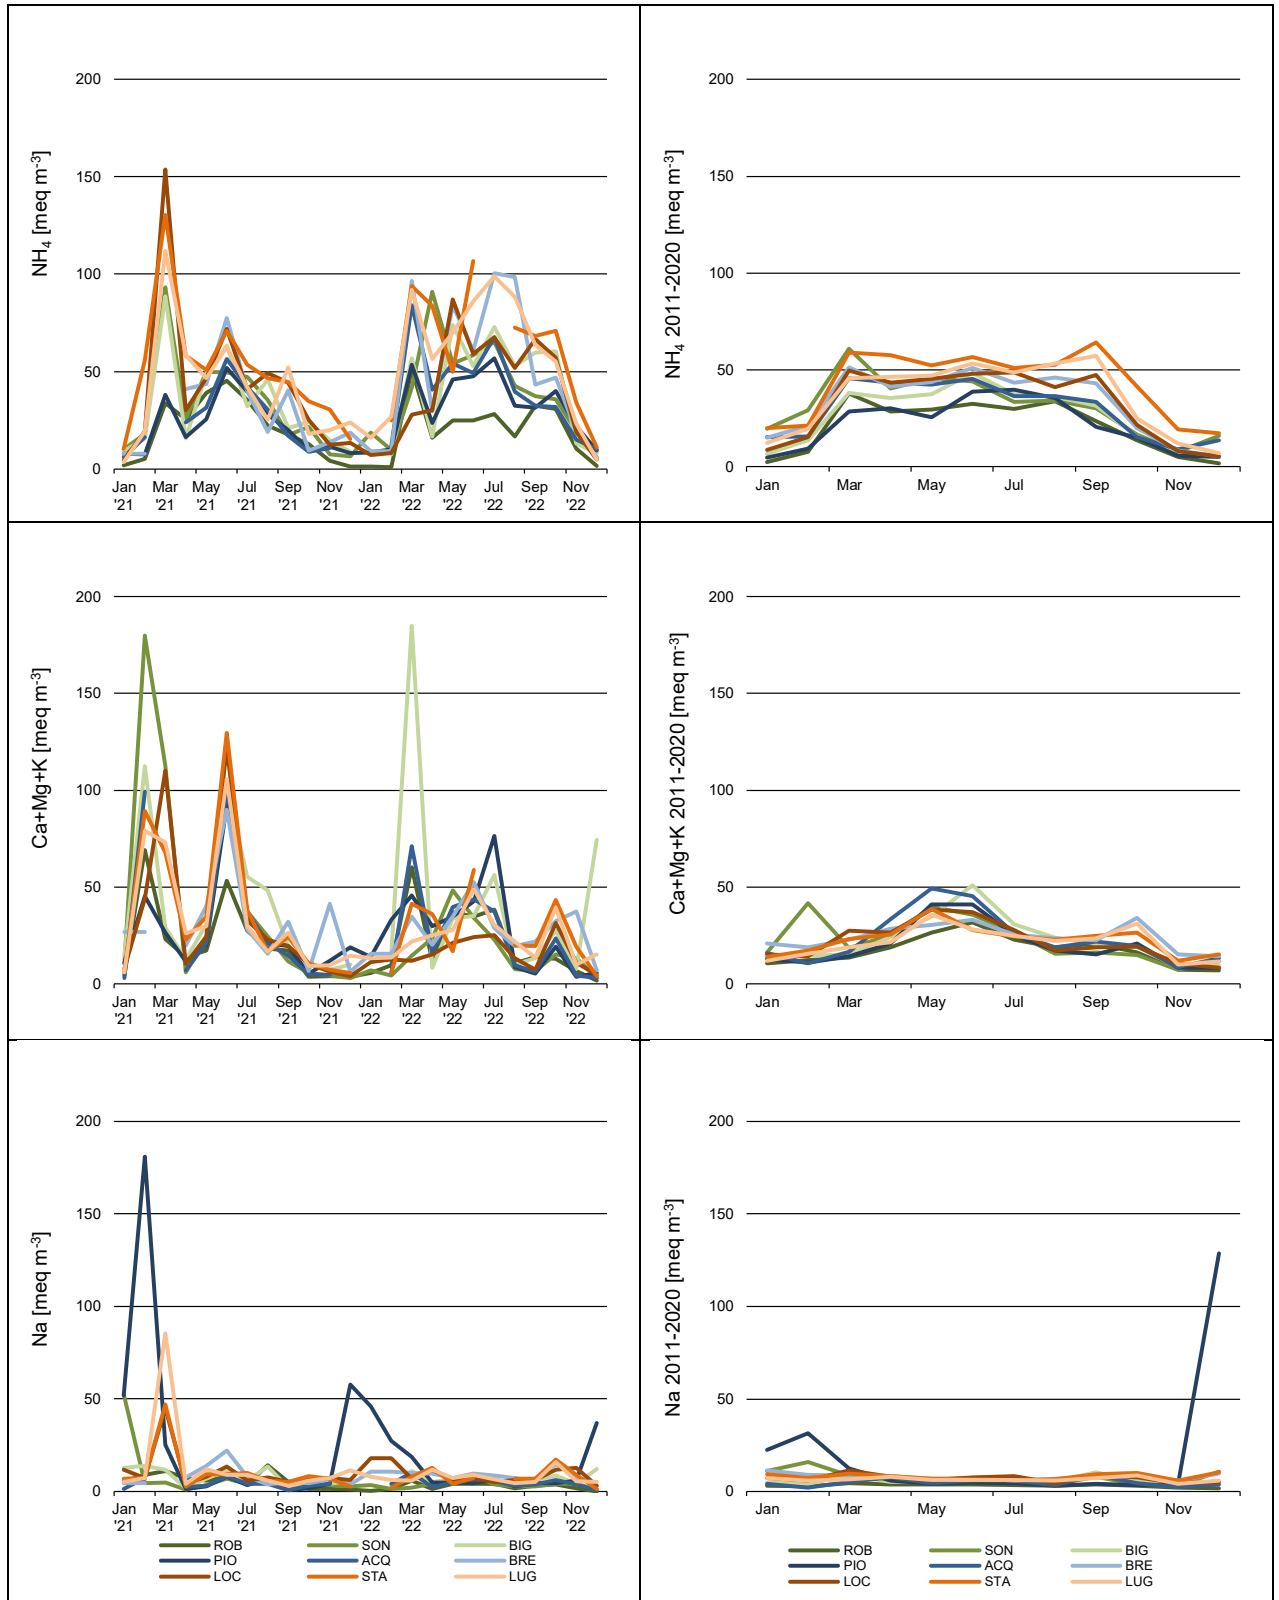 NH4 [meq m-3]
200
150
100
50
0
Jan Mar May Jul Sep Nov Jan Mar May Jul Sep Nov
'21 '21 '21 '21 '21 '21 '22 '22 '22 '22 '22 '22
NH4 2011-2020 [meq m-3]
200
150
100
50
0
Jan Mar May Jul Sep Nov
Ca+Mg+K [meq m-3]
200
150
100
50
0
Jan Mar May Jul Sep Nov Jan Mar May Jul Sep Nov
'21 '21 '21 '21 '21 '21 '22 '22 '22 '22 '22 '22
Ca+Mg+K 2011-2020 [meq m-3]
200
150
100
50
0
Jan Mar May Jul Sep Nov
Na [meq m-3]
200
150
100
50
0
Jan Mar May Jul Sep Nov Jan Mar May Jul Sep Nov
'21 '21 '21 '21 '21 '21 '22 '22 '22 '22 '22 '22
ROB SON BIG
PIO ACQ BRE
LOC STA LUG
Na 2011-2020 [meq m-3]
200
150
100
50
0
Jan Mar May Jul Sep Nov
ROB SON BIG
PIO ACQ BRE
LOC STA LUG